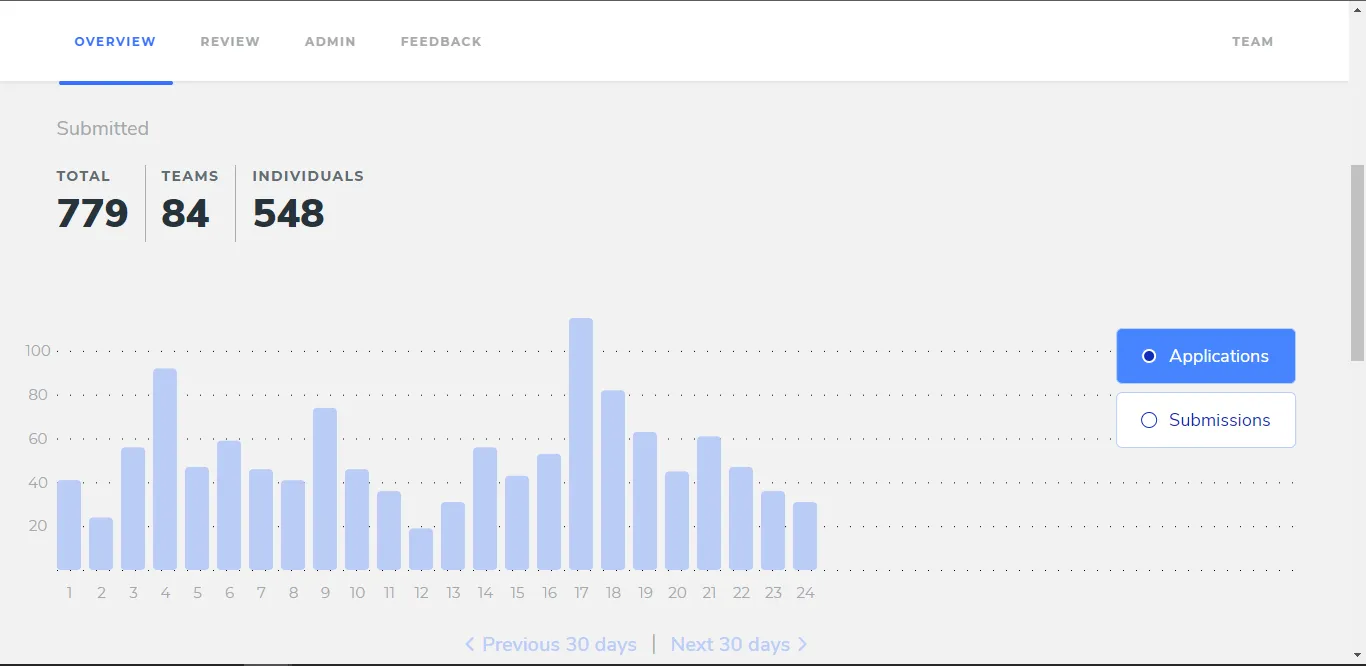 OVERVIEW REVIEW ADMIN FEEDBACK TEAM
Submitted
TOTAL TEAMS INDIVIDUALS
779 84 548
100
80
60
40
20
1 2 3 4 5 6 7 8 9 10 11 12 13 14 15 16 17 18 19 20 21 22 23 24
Applications
Submissions
Previous 30 days | Next 30 days